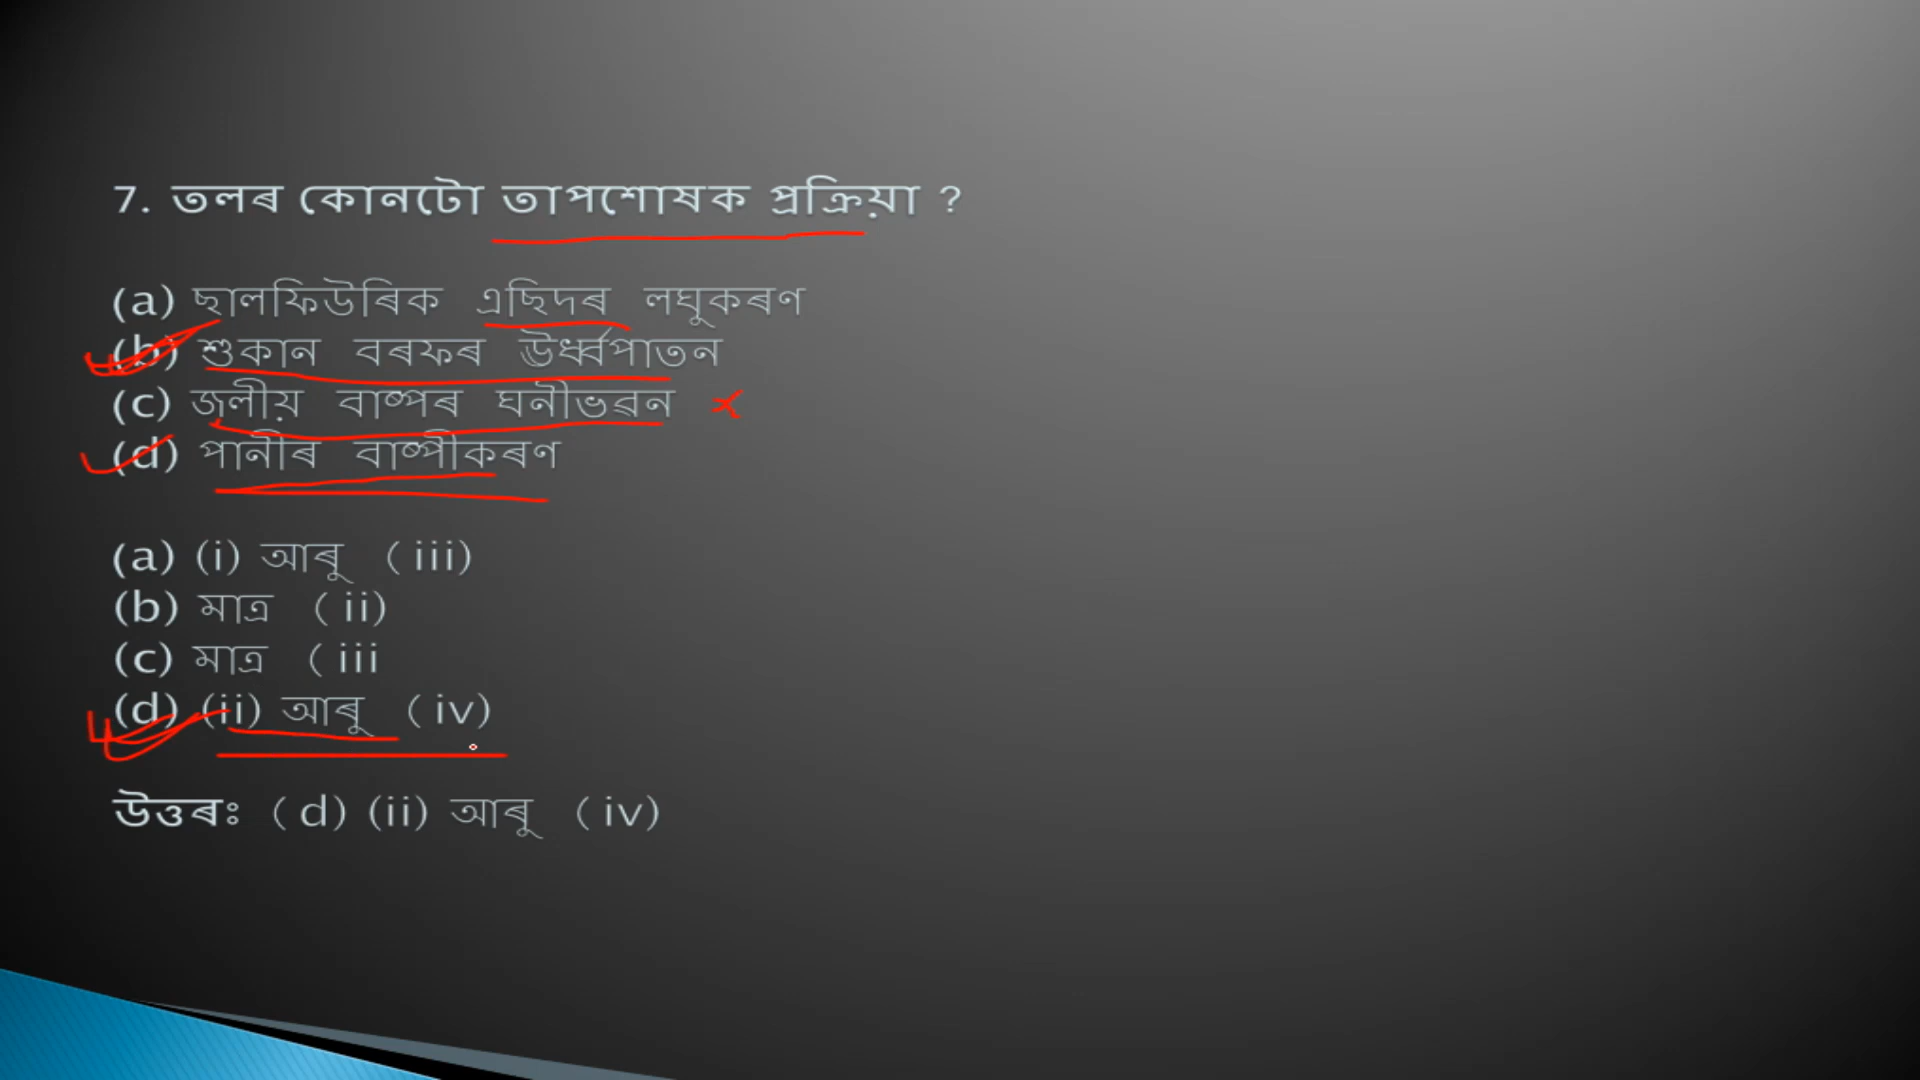 7. তলৰ কোনটো তাপশোষক প্ৰক্ৰিয়া ?
(a) ছালফিউৰিক এছিদৰ লঘুকৰণ
(b) শুকান বৰফৰ ঊৰ্ধ্বপাতন
(c) জলীয় বাষ্পৰ ঘনীভৱন
(d) পানীৰ বাষ্পীকৰণ
(a) (i) আৰু ( iii)
(b) মাত্ৰ ( ii)
(c) মাত্ৰ ( iii
(d) (ii) আৰু ( iv)
উত্তৰঃ ( d) (ii) আৰু ( iv)